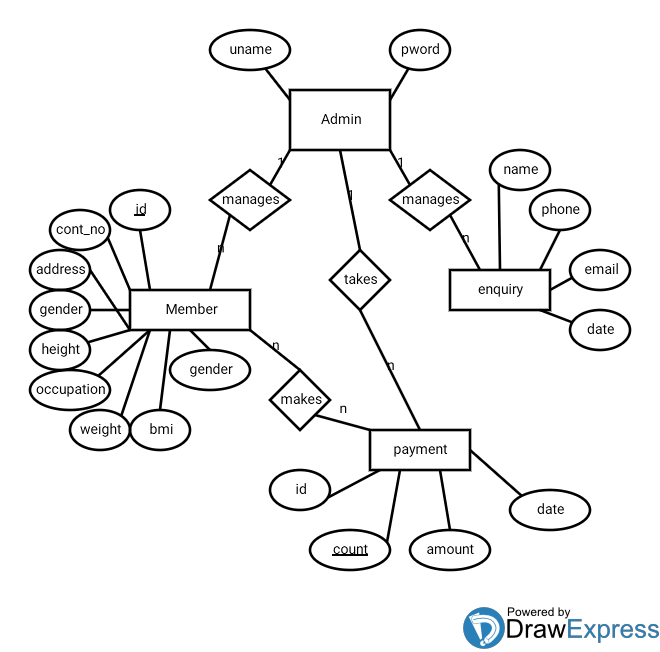 uname
pword
Admin
1
1
name
manages
1
manages
id
phone
cont_no
n
n
address
takes
email
gender
Member
enquiry
date
height
n
gender
n
occupation
makes
n
weight
bmi
payment
id
date
count
amount
Powered by
DrawExpress